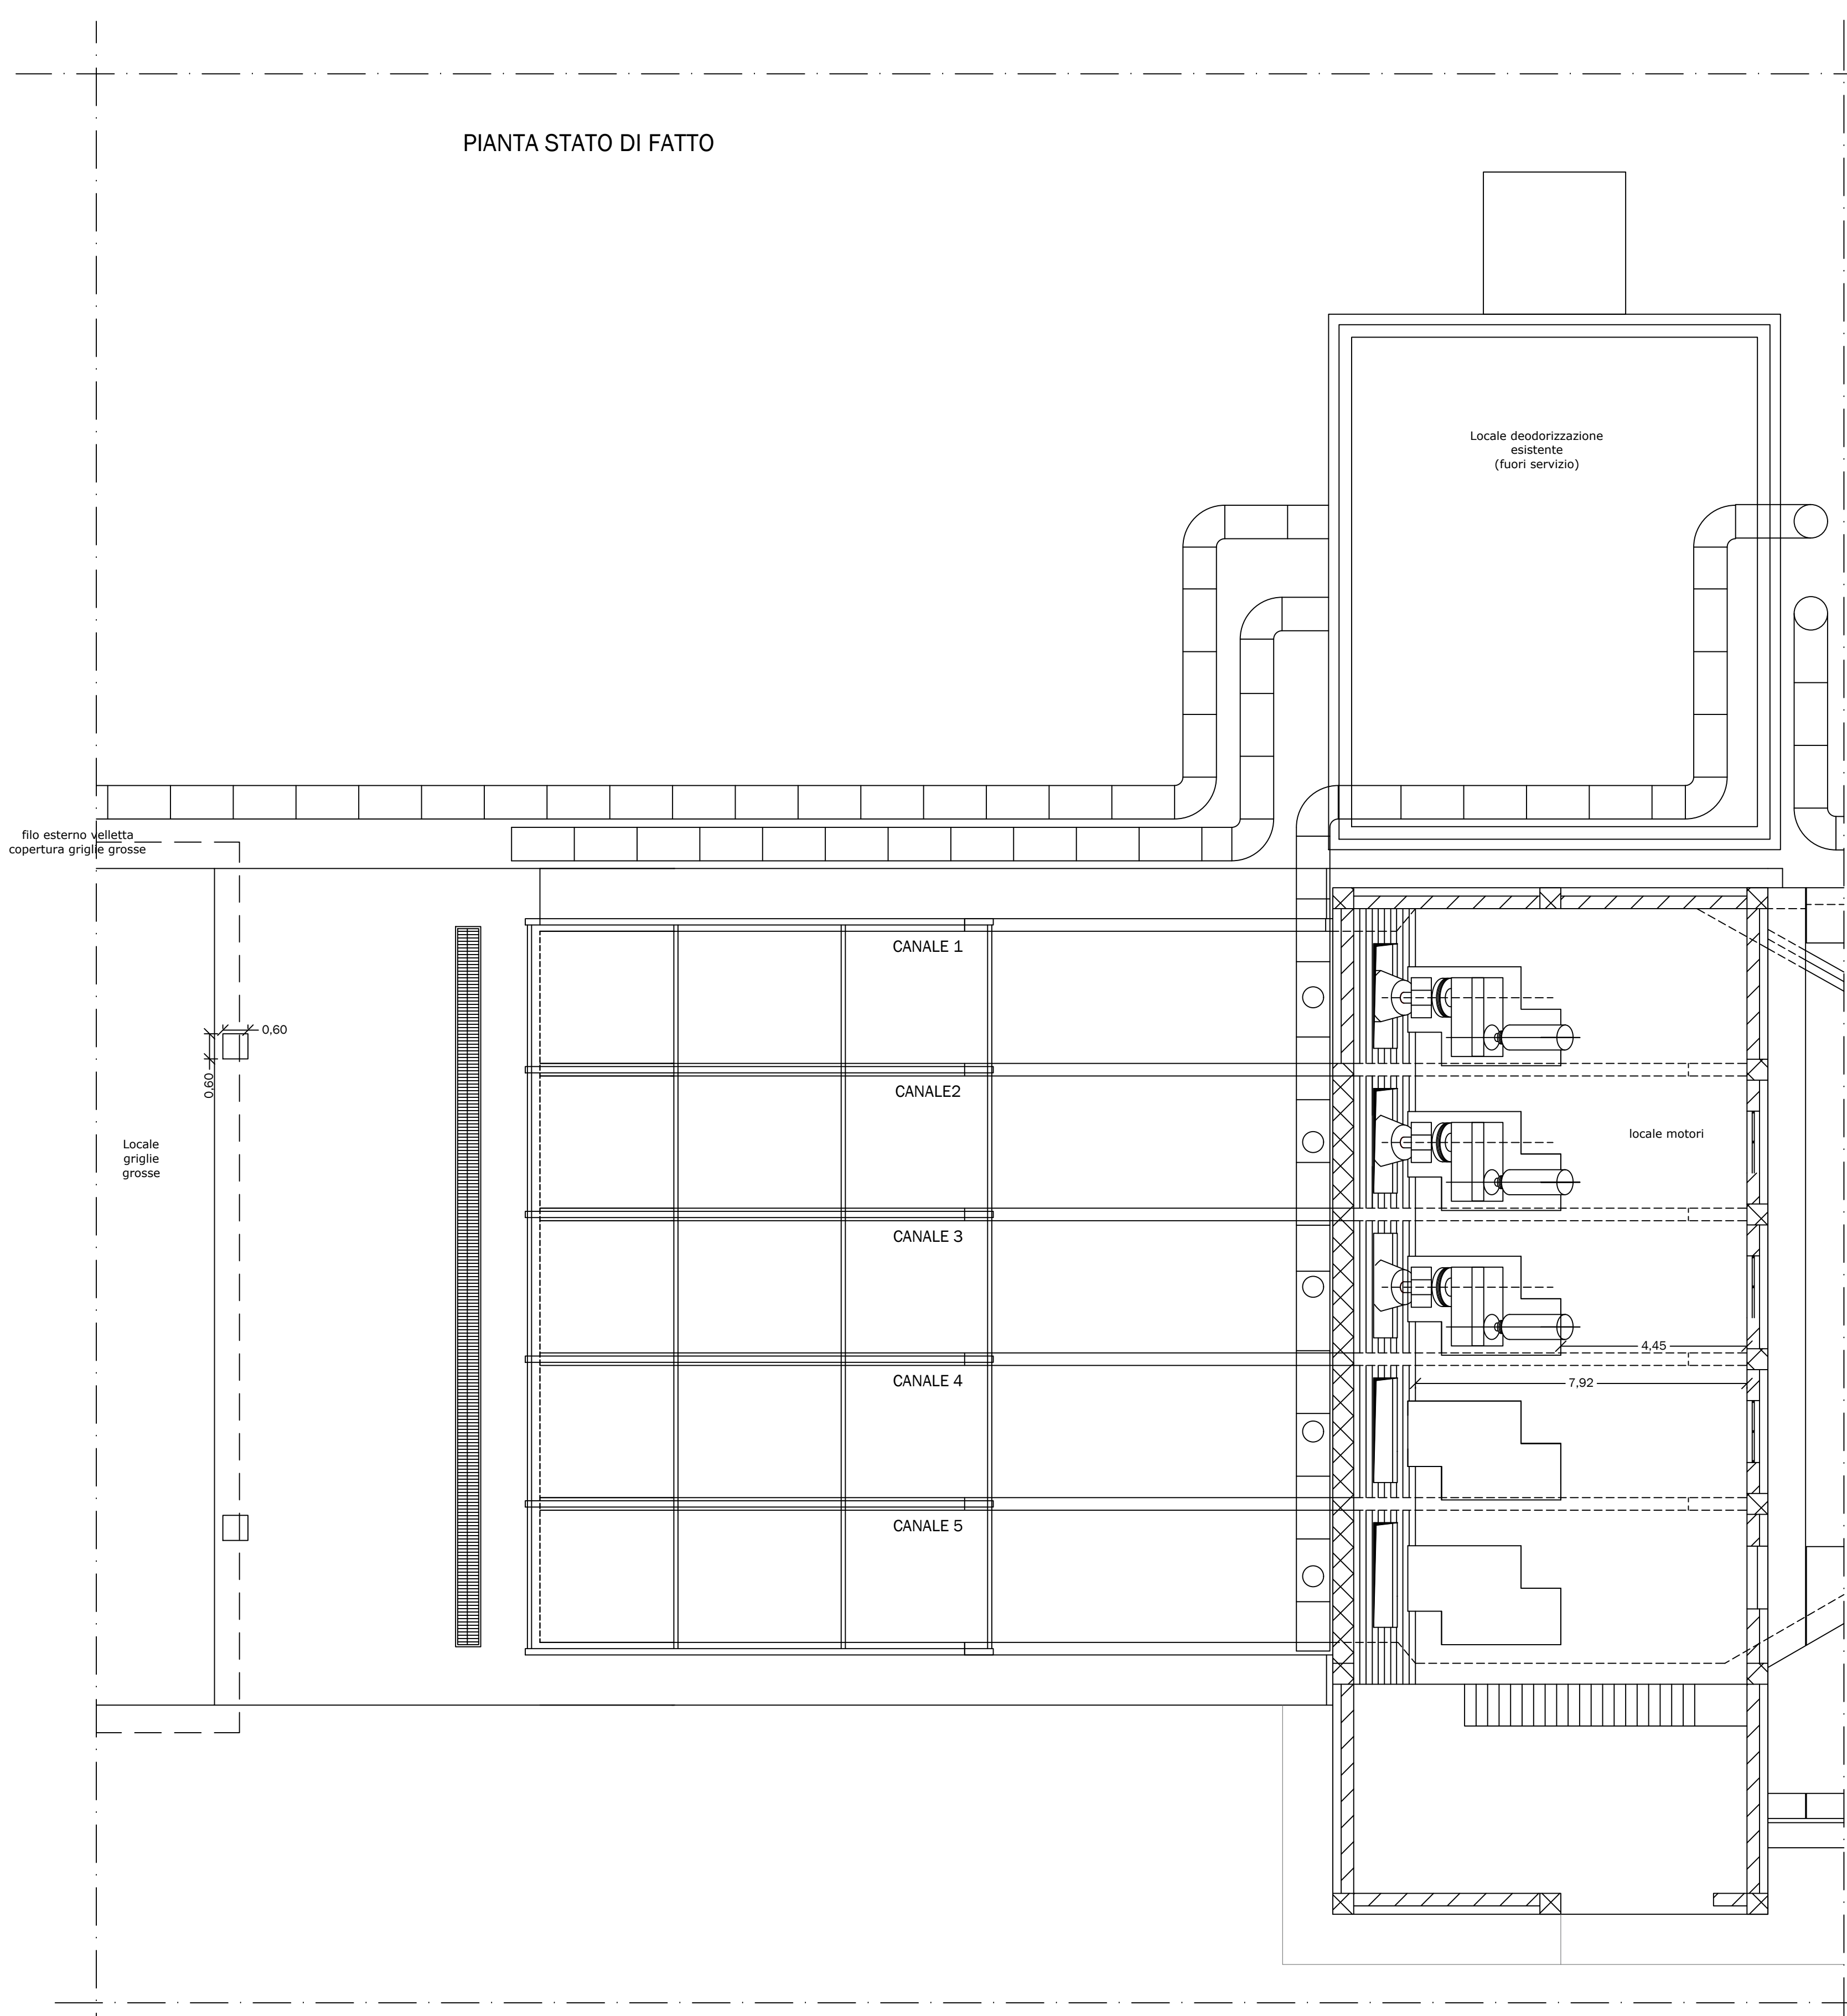 PIANTA STATO DI FATTO
Locale deodorizzazione
esistente
(fuori servizio)
filo esterno velletta
copertura griglie grosse
CANALE 1
0,60
0,60
CANALE2
Locale
griglie
grosse
locale motori
CANALE 3
4,45
CANALE 4
7,92
CANALE 5